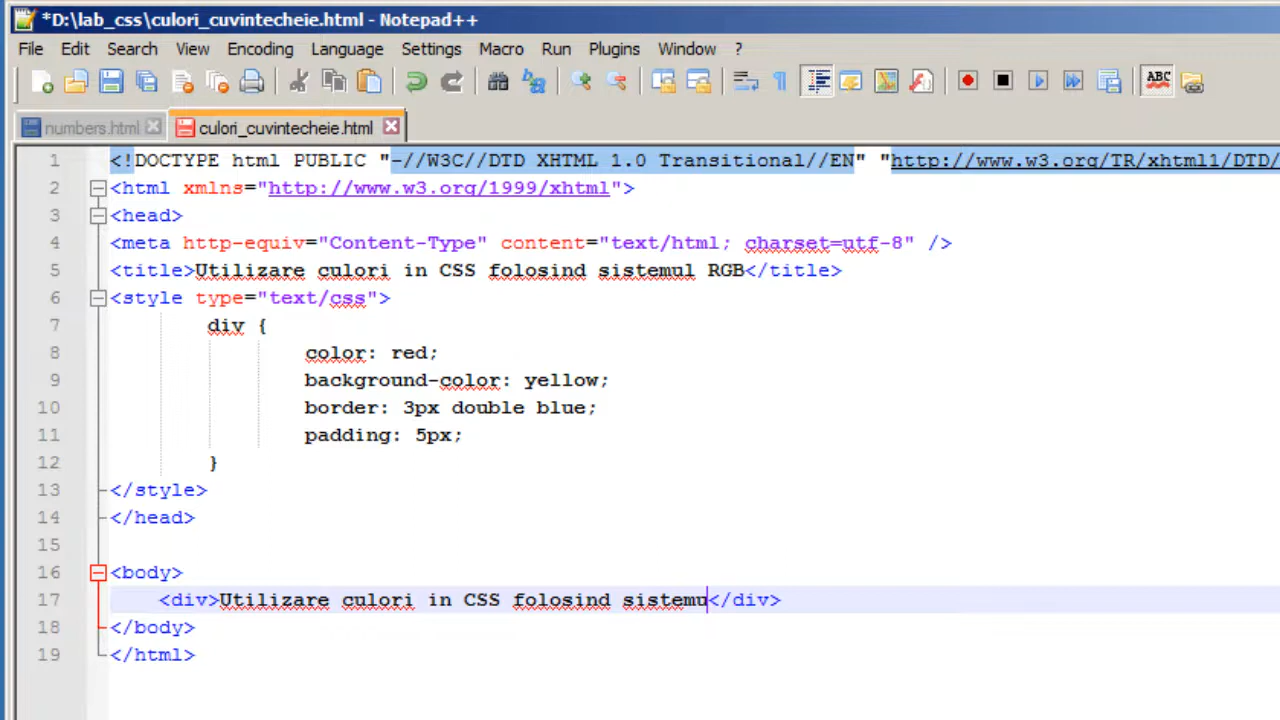 *D:\lab_css\culori_cuvintecheie.html - Notepad++
File Edit Search View Encoding Language Settings Macro Run Plugins Window ?
ABC
numbers.html culori_cuvintecheie.html
1 <!DOCTYPE html PUBLIC "-//W3C//DTD XHTML 1.0 Transitional//EN" "http://www.w3.org/TR/xhtml1/DTD/
2 <html xmlns="http://www.w3.org/1999/xhtml">
3 <head>
4 <meta http-equiv="Content-Type" content="text/html; charset=utf-8" />
5 <title>Utilizare culori in CSS folosind sistemul RGB</title>
6 <style type="text/css">
7 div {
8 color: red;
9 background-color: yellow;
10 border: 3px double blue;
11 padding: 5px;
12 }
13 </style>
14 </head>
15
16 <body>
17 <div>Utilizare culori in CSS folosind sistemu</div>
18 </body>
19 </html>